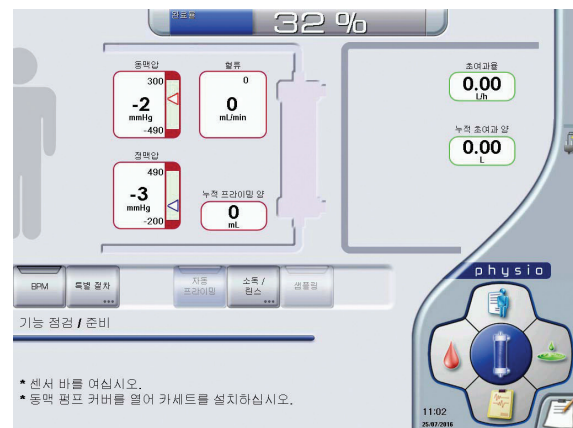 완료율
32 %
동맥압
300
-2
mmHg
-490
혈류
0
0
mL/min
정맥압
490
-3
mmHg
-200
누적 프라이밍 양
0
mL
초여과율
0.00
L/h
누적 초여과 양
0.00
L
BPM
특별 절차
자동
프라이밍
소독 /
린스
샘플링
physio
기능 점검 / 준비
* 센서 바를 여십시오.
* 동맥 펌프 커버를 열어 카세트를 설치하십시오.
11:02
25/07/2016